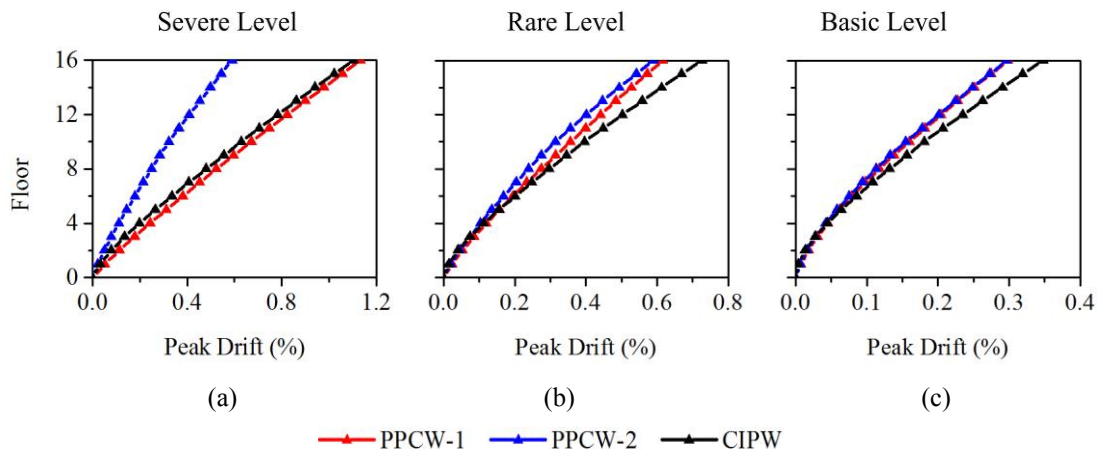 Severe Level Rare Level Basic Level
16
12
8
4
0
Floor
0.0 0.4 0.8 1.2 0.0 0.2 0.4 0.6 0.8 0.0 0.1 0.2 0.3 0.4
Peak Drift (%) Peak Drift (%) Peak Drift (%)
(a) (b) (c)
PPCW-1 PPCW-2 CIPW